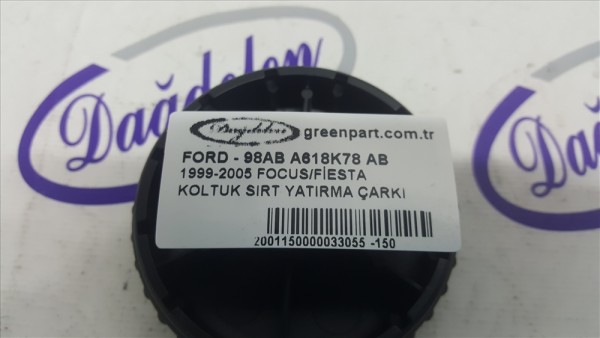 Dağdelen
Dağdelen
Dağdelen greenpart.com.tr
FORD - 98AB A618K78 AB
1999-2005 FOCUS/FİESTA
KOLTUK SIRT YATIRMA ÇARKI
2001150000033055 -150